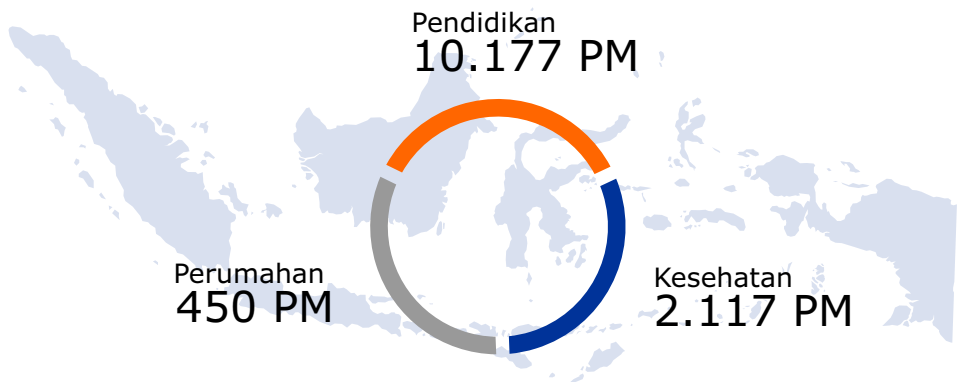 Pendidikan
10.177 PM
Perumahan
450 PM
Kesehatan
2.117 PM